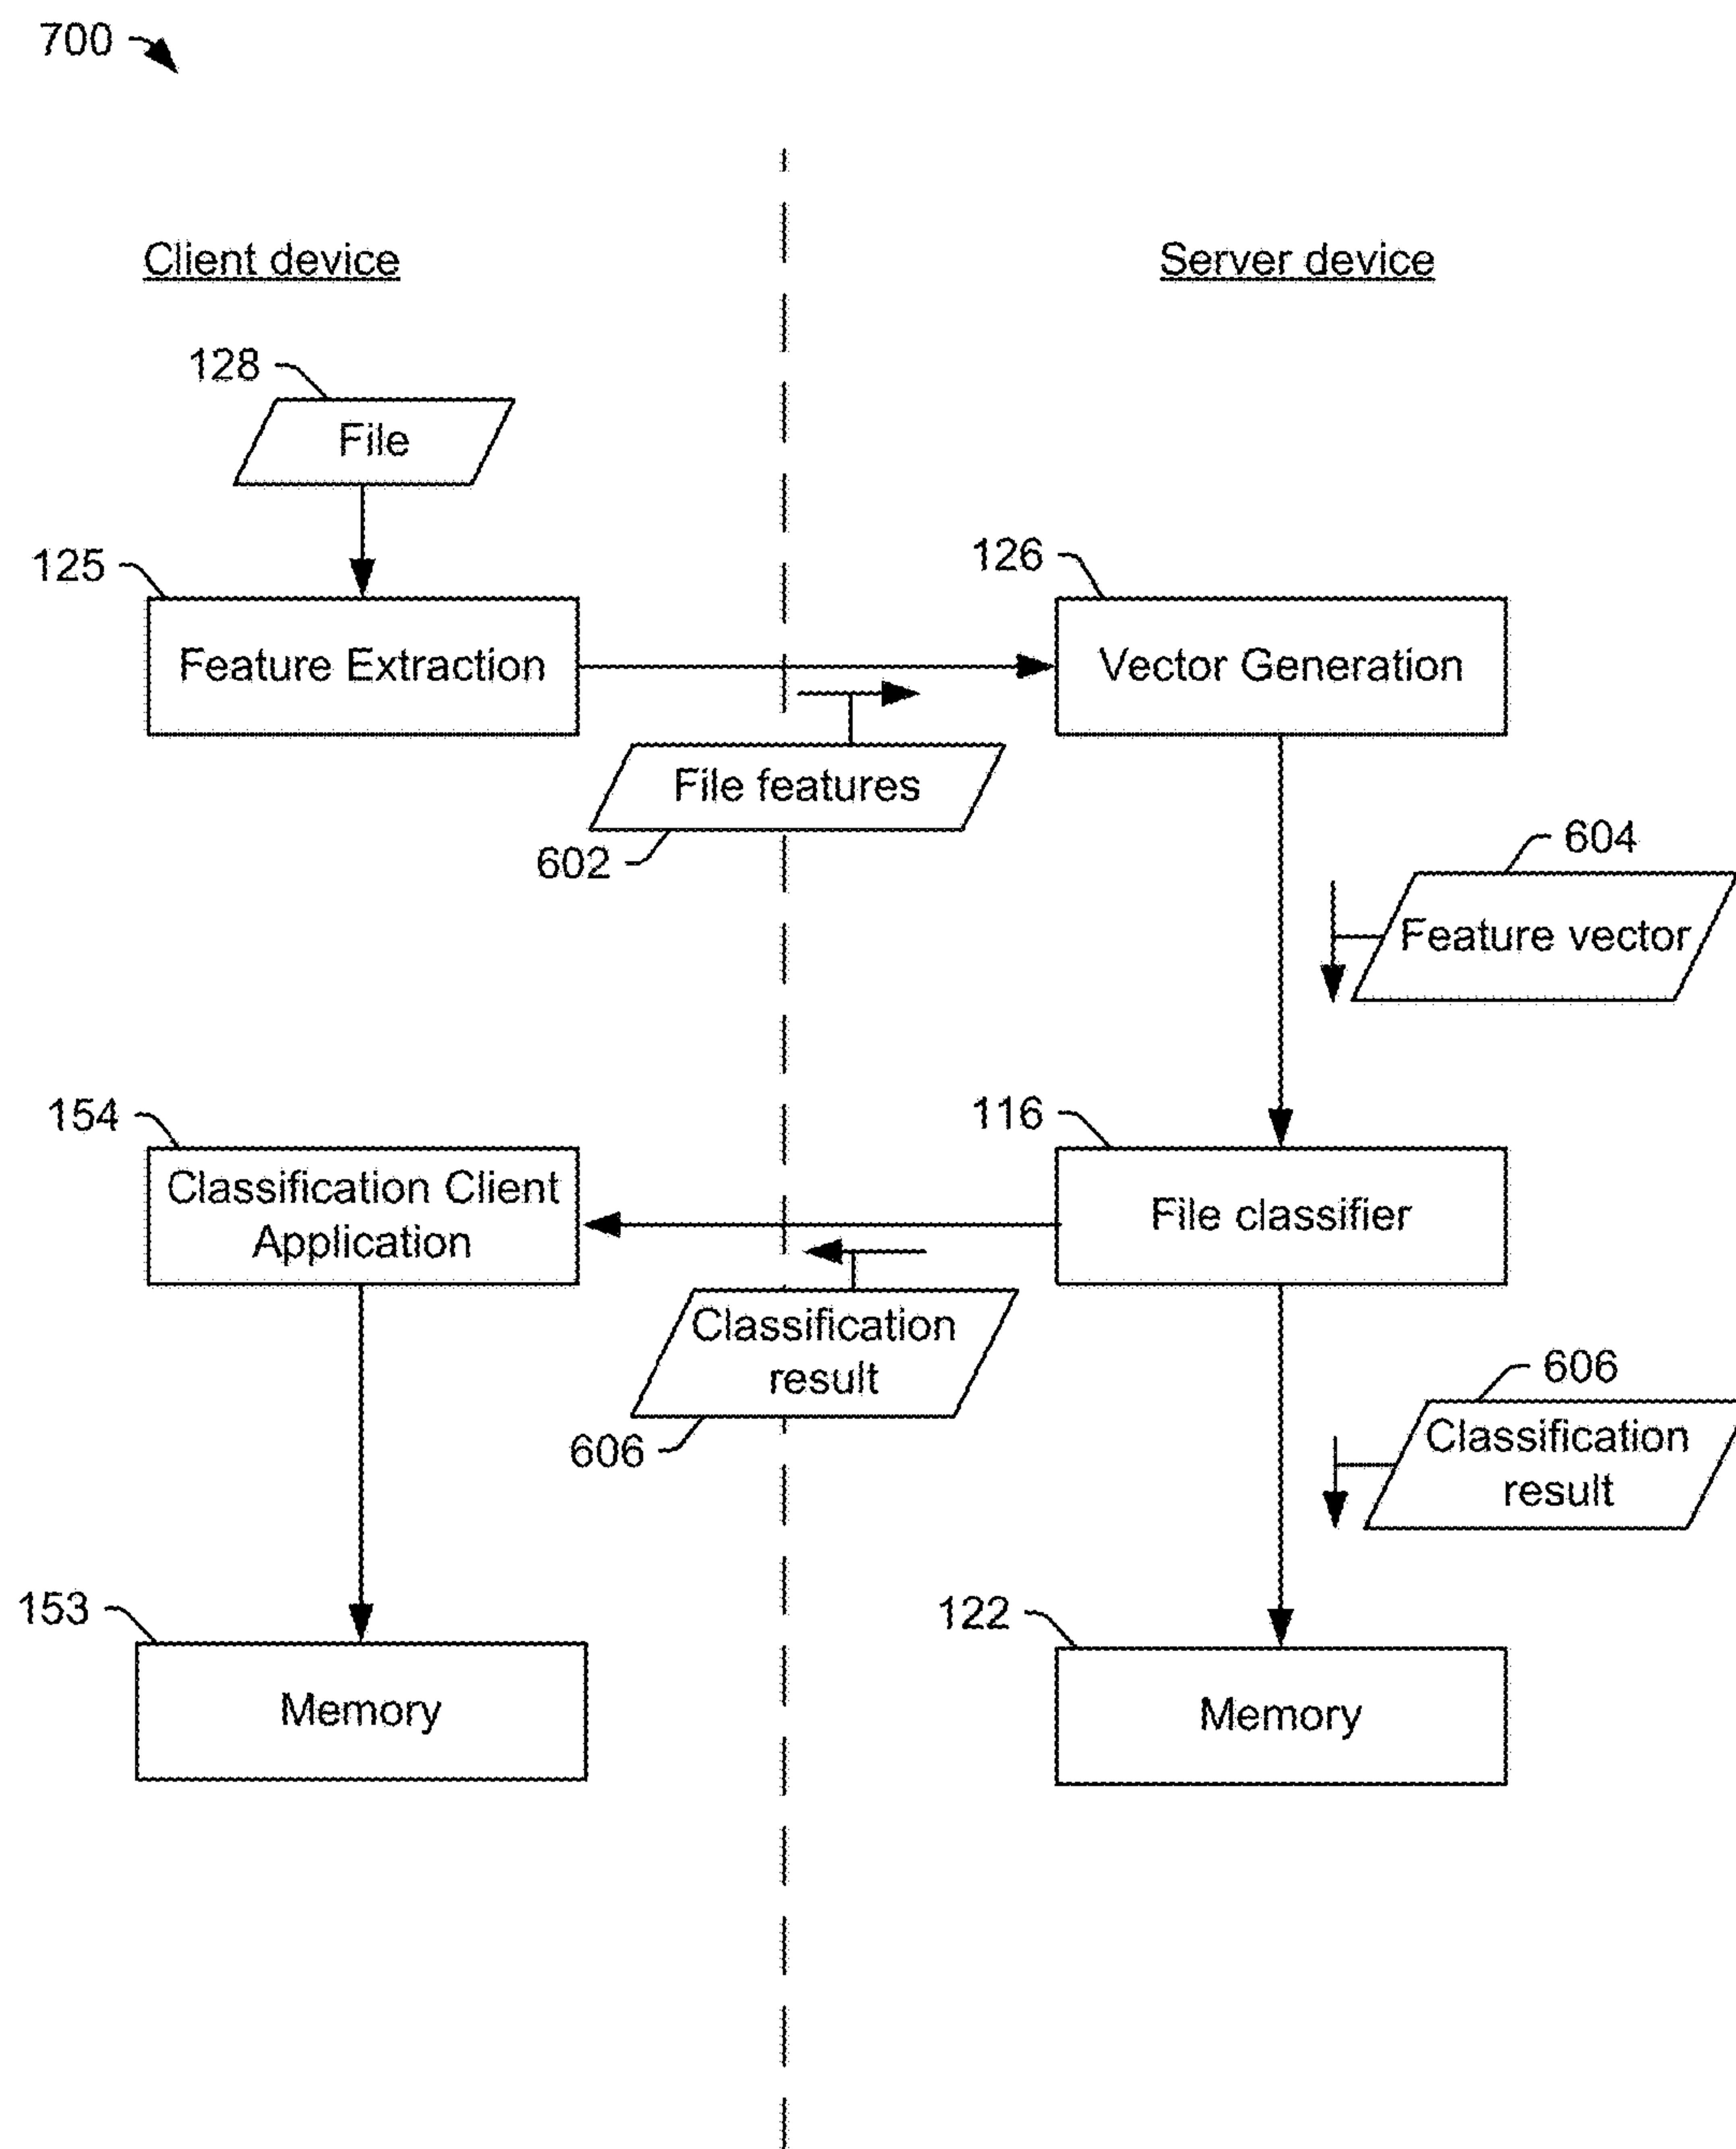 700
Client device
Server device
128
File
125
Feature Extraction
126
Vector Generation
File features
602
604
Feature vector
154
Classification Client
Application
116
File classifier
Classification
result
606
606
Classification
result
153
Memory
122
Memory